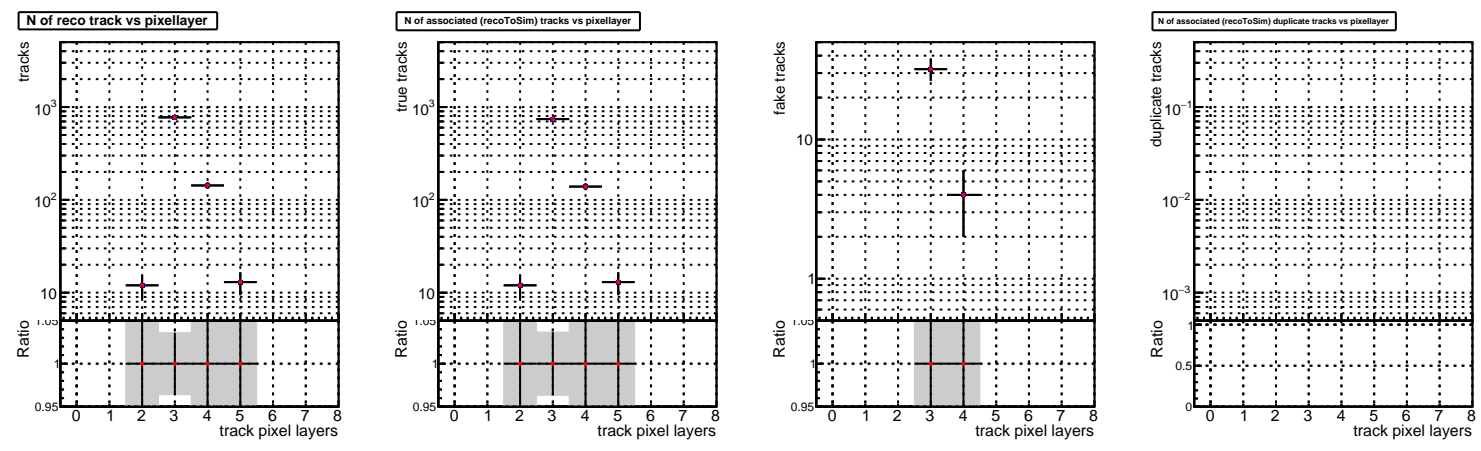 N of reco track vs pixellayer
tracks
10³
10²
10
Ratio
1.05
1
0.95
0 1 2 3 4 5 6 7 8
track pixel layers
N of associated (recoToSim) tracks vs pixellayer
true tracks
10³
10²
10
Ratio
1.05
1
0.95
0 1 2 3 4 5 6 7 8
track pixel layers
fake tracks
10
1
Ratio
1.05
1
0.95
0 1 2 3 4 5 6 7 8
track pixel layers
N of associated (recoToSim) duplicate tracks vs pixellayer
duplicate tracks
10⁻¹
10⁻²
10⁻³
Ratio
1
0.5
0
0 1 2 3 4 5 6 7 8
track pixel layers